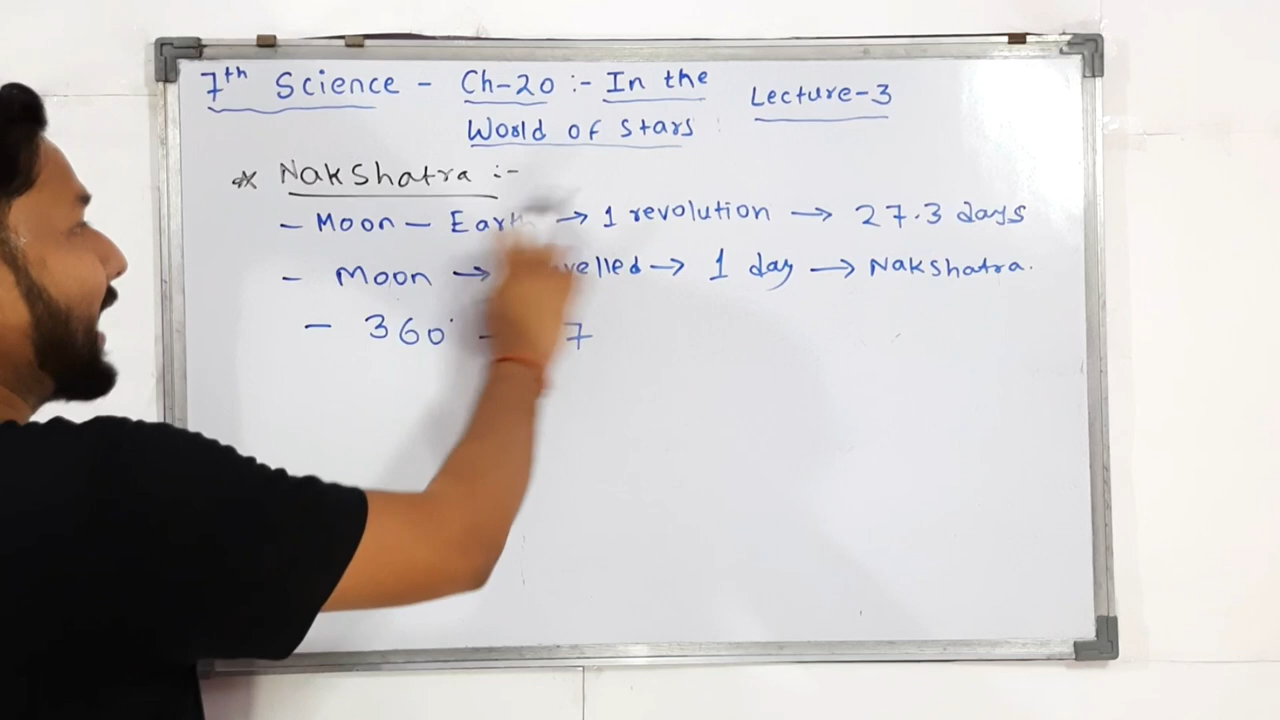 7th Science - Ch-20 :- In the
World of stars
Lecture-3
* Nakshatra :-
- Moon - Earth → 1 revolution → 27.3 days
- Moon → → 1 day → Nakshatra.
- 360°